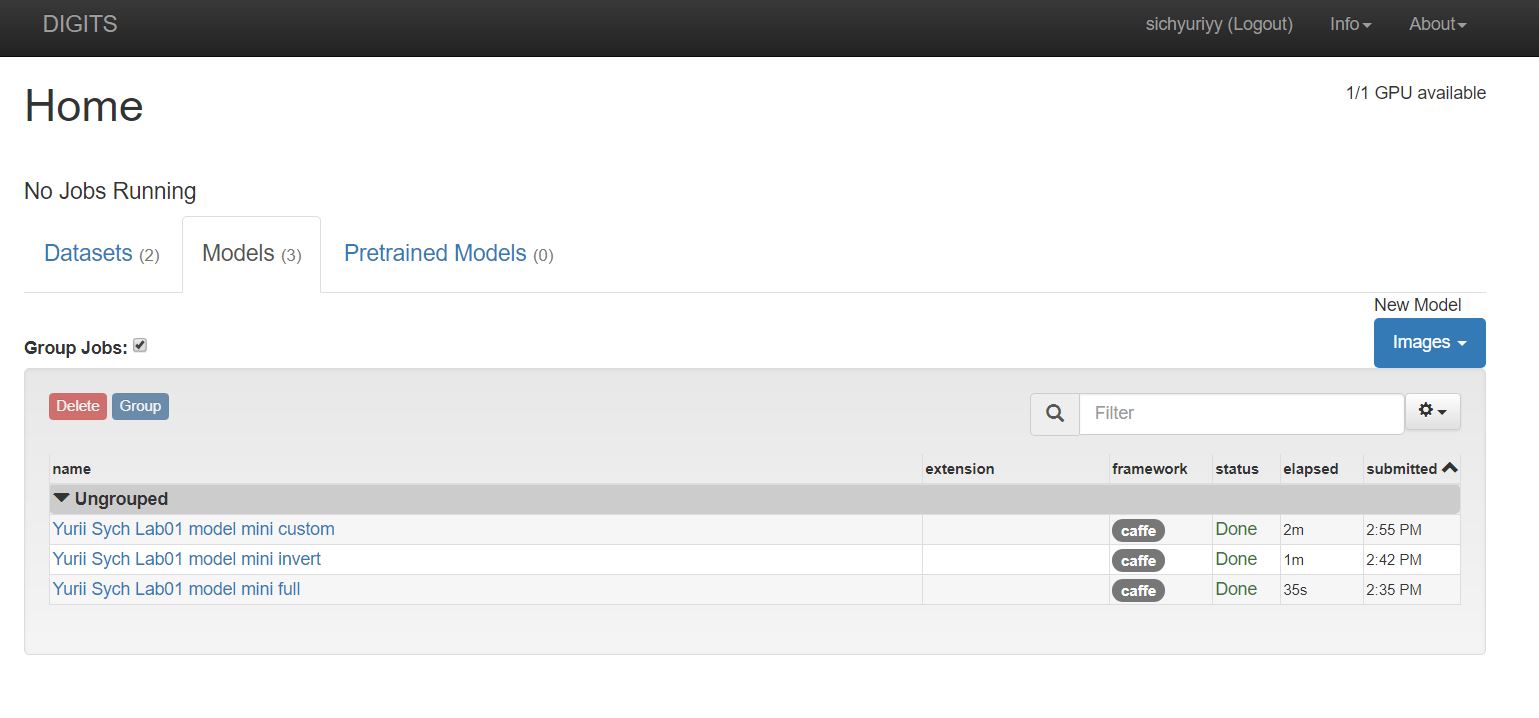 DIGITS sichyuriyy (Logout) Info About
Home 1/1 GPU available
No Jobs Running
Datasets (2) Models (3) Pretrained Models (0)
New Model
Group Jobs: Images
Delete Group Filter
name extension framework status elapsed submitted
Ungrouped
Yurii Sych Lab01 model mini custom caffe Done 2m 2:55 PM
Yurii Sych Lab01 model mini invert caffe Done 1m 2:42 PM
Yurii Sych Lab01 model mini full caffe Done 35s 2:35 PM